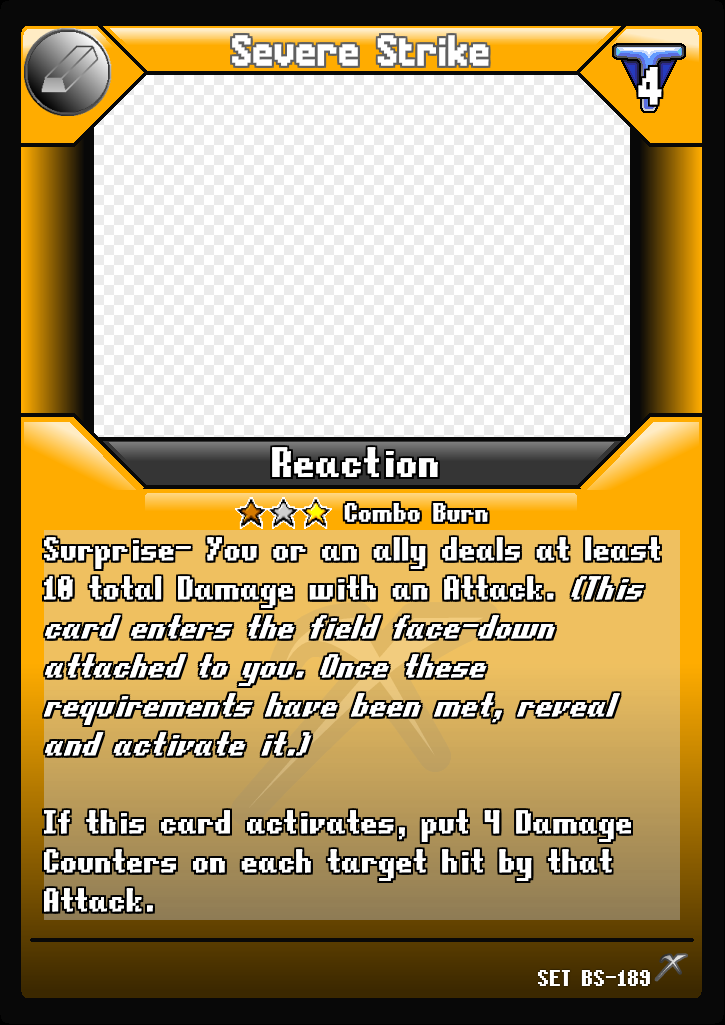 Severe Strike
4
Reaction
Combo Burn
Surprise- You or an ally deals at least
10 total Damage with an Attack. (This
card enters the field face-down
attached to you. Once these
requirements have been met, reveal
and activate it.)
If this card activates, put 4 Damage
Counters on each target hit by that
Attack.
SET BS-189